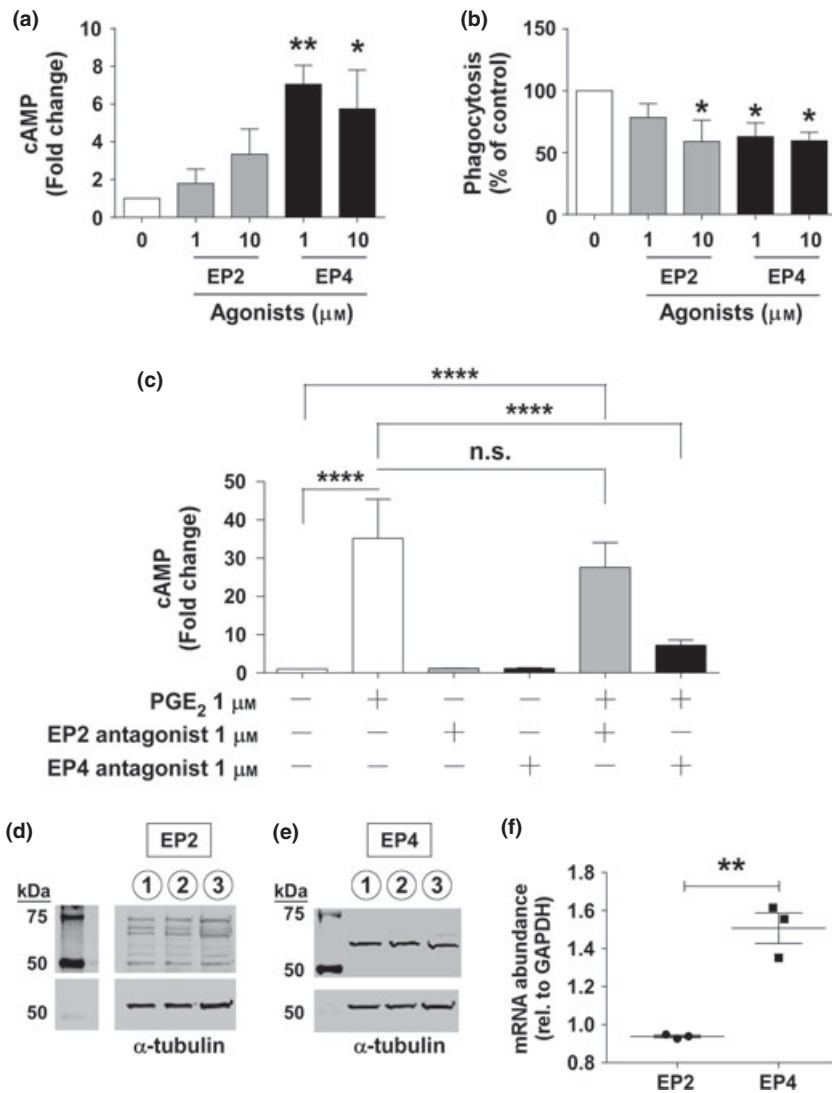 (a)
cAMP
(Fold change)
10
8
6
4
2
0
**
*
0 1 10 1 10
EP2 EP4
Agonists (μM)
(b)
Phagocytosis
(% of control)
150
100
50
0
* * *
0 1 10 1 10
EP2 EP4
Agonists (μM)
(c)
****
****
n.s.
****
cAMP
(Fold change)
50
40
30
20
10
0
PGE2 1 μM — + — — + +
EP2 antagonist 1 μM — — + — + —
EP4 antagonist 1 μM — — — + — +
(d)
EP2
kDa
1 2 3
75
50
50
α-tubulin
(e)
EP4
kDa
1 2 3
75
50
50
α-tubulin
(f)
mRNA abundance
(rel. to GAPDH)
1.8
1.6
1.4
1.2
1.0
0.8
**
EP2 EP4